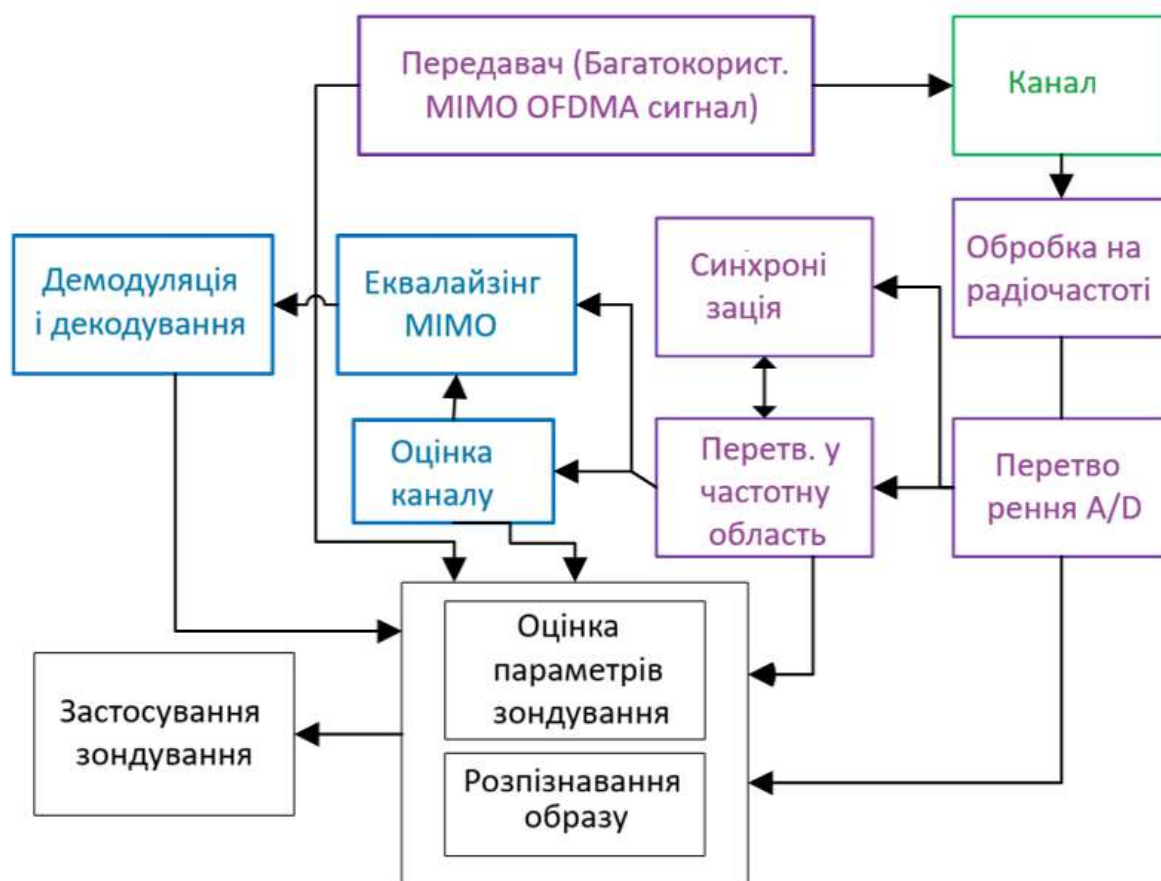 Передавач (Багатокорист.
MIMO OFDMA сигнал)
Канал
Демодуляція
і декодування
Еквалайзінг
MIMO
Синхроні
зація
Обробка на
радіочастоті
Оцінка
каналу
Перетв. у
частотну
область
Перетво
рення A/D
Оцінка
параметрів
зондування
Застосування
зондування
Розпізнавання
образу